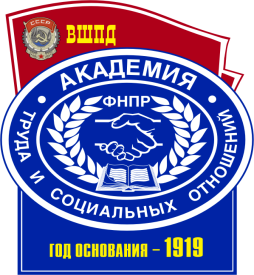 СССР
ВШПД
АКАДЕМИЯ
ФНПР
ТРУДА И СОЦИАЛЬНЫХ ОТНОШЕНИЙ
ГОД ОСНОВАНИЯ – 1919